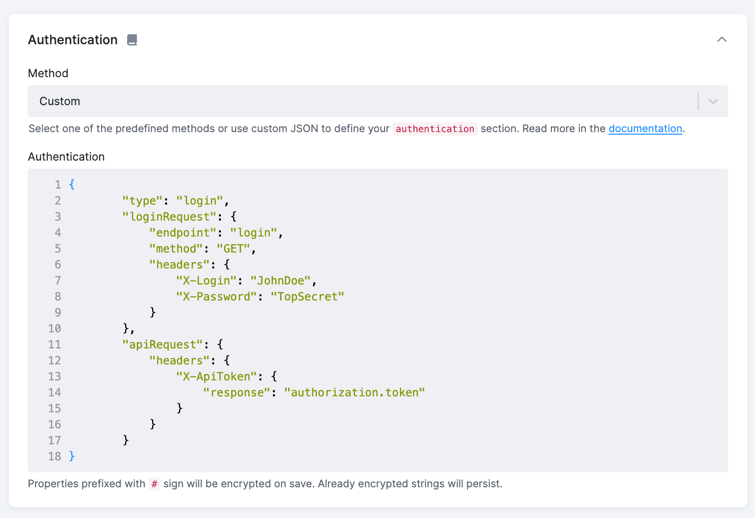 Authentication
Method
Custom
Select one of the predefined methods or use custom JSON to define your authentication section. Read more in the documentation.
Authentication
1 {
2         "type": "login",
3         "loginRequest": {
4             "endpoint": "login",
5             "method": "GET",
6             "headers": {
7                 "X-Login": "JohnDoe",
8                 "X-Password": "TopSecret"
9             }
10         },
11         "apiRequest": {
12             "headers": {
13                 "X-ApiToken": {
14                     "response": "authorization.token"
15                 }
16             }
17         }
18 }
Properties prefixed with # sign will be encrypted on save. Already encrypted strings will persist.